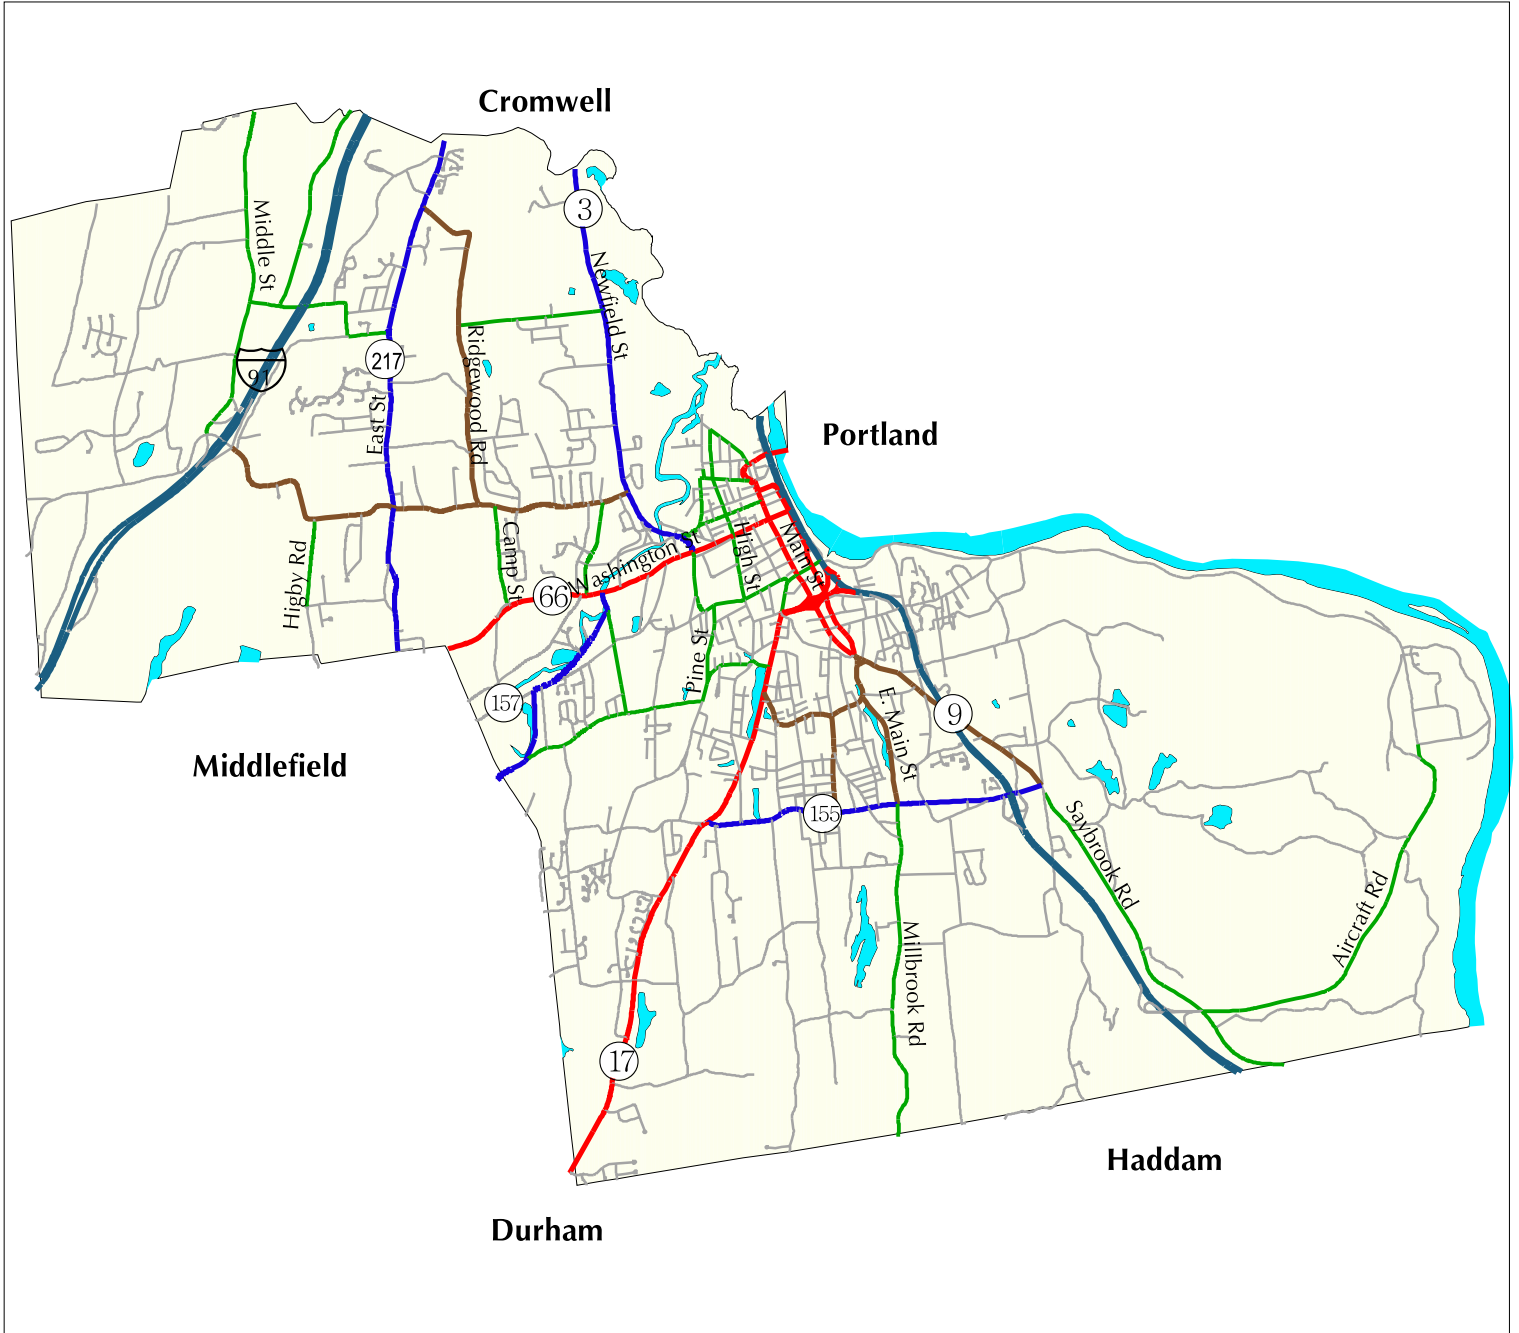 Cromwell
3
Middle St
Newfield St
217
91
Ridgewood Rd
East St
Portland
Main St
High St
Washington St
Camp St
Higby Rd
66
Pine St
157
E. Main St
9
Middlefield
155
Saybrook Rd
Aircraft Rd
Millbrook Rd
17
Haddam
Durham